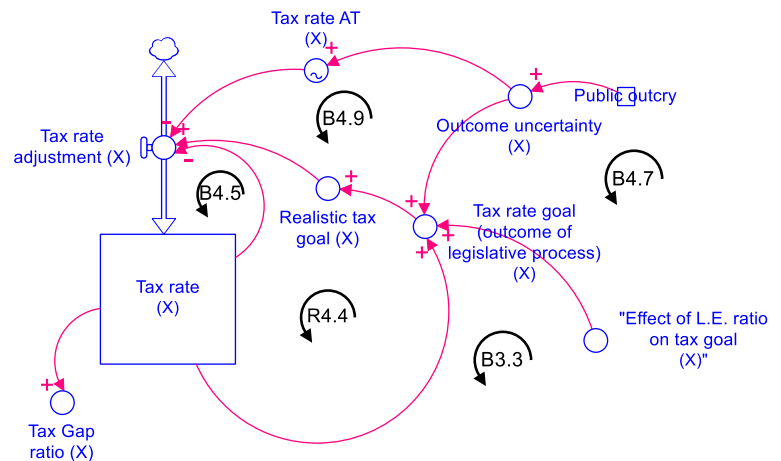 Tax rate AT
(X)
+
+
Public outcry
B4.9
Outcome uncertainty
(X)
Tax rate
adjustment (X)
-
+
-
B4.7
B4.5
+
+
Realistic tax
goal (X)
Tax rate goal
(outcome of
legislative process)
(X)
+
+
Tax rate
(X)
R4.4
B3.3
"Effect of L.E. ratio
on tax goal
(X)"
+
Tax Gap
ratio (X)